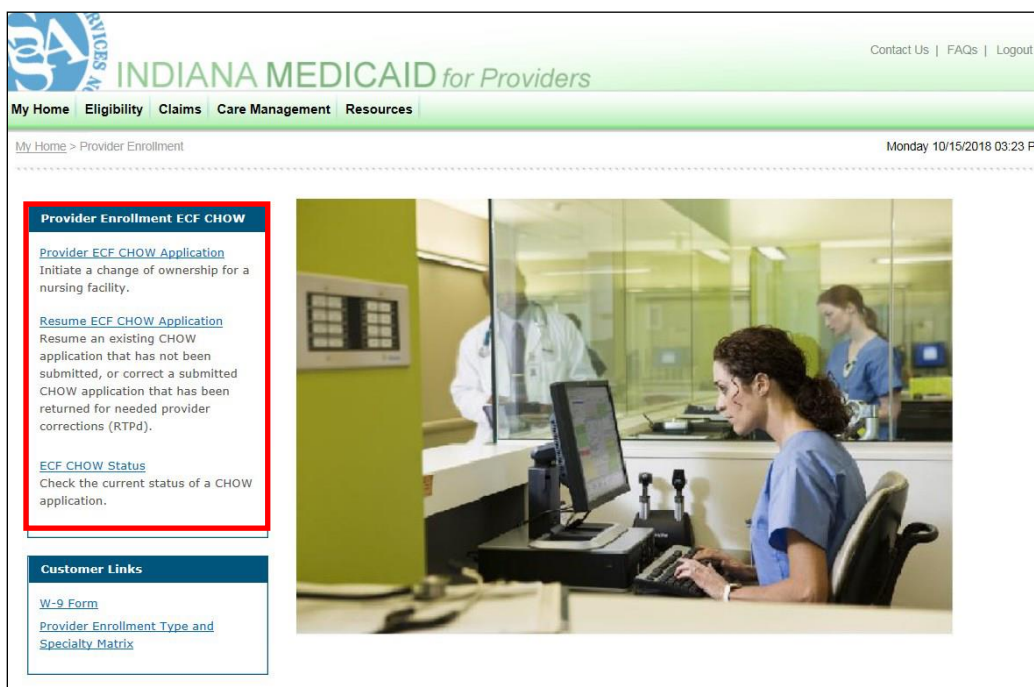 SERVICES
Contact Us | FAQs | Logout
INDIANA MEDICAID for Providers
My Home Eligibility Claims Care Management Resources
My Home > Provider Enrollment
Monday 10/15/2018 03:23 P
Provider Enrollment ECF CHOW
Provider ECF CHOW Application
Initiate a change of ownership for a
nursing facility.
Resume ECF CHOW Application
Resume an existing CHOW
application that has not been
submitted, or correct a submitted
CHOW application that has been
returned for needed provider
corrections (RTPd).
ECF CHOW Status
Check the current status of a CHOW
application.
Customer Links
W-9 Form
Provider Enrollment Type and
Specialty Matrix